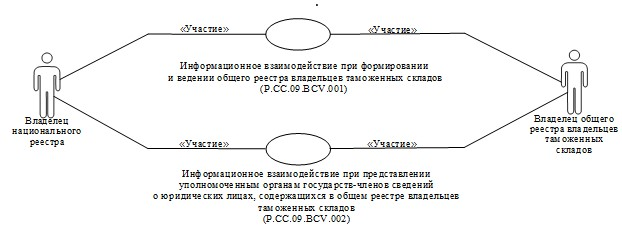 «Участие»
«Участие»
Информационное взаимодействие при формировании
и ведении общего реестра владельцев таможенных складов
(P.CC.09.BCV.001)
Владелец
национального
реестра
Владелец общего
реестра владельцев
таможенных
складов
«Участие»
«Участие»
Информационное взаимодействие при представлении
уполномоченным органам государств-членов сведений
о юридических лицах, содержащихся в общем реестре владельцев
таможенных складов
(P.CC.09.BCV.002)